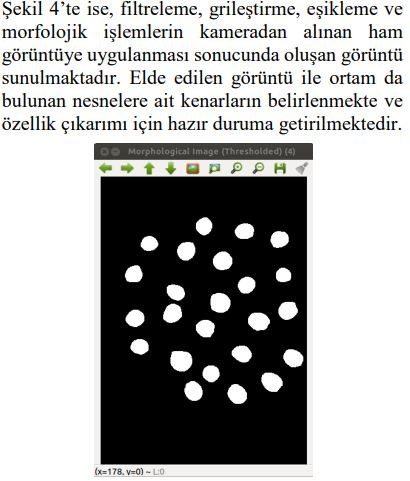 Şekil 4’te ise, filtreleme, grileştirme, eşikleme ve
morfolojik işlemlerin kameradan alınan ham
görüntüye uygulanması sonucunda oluşan görüntü
sunulmaktadır. Elde edilen görüntü ile ortam da
bulunan nesnelere ait kenarların belirlenmekte ve
özellik çıkarımı için hazır duruma getirilmektedir.
Morphological Image (Thresholded) (4)
(x=178, y=0) ~ L:0